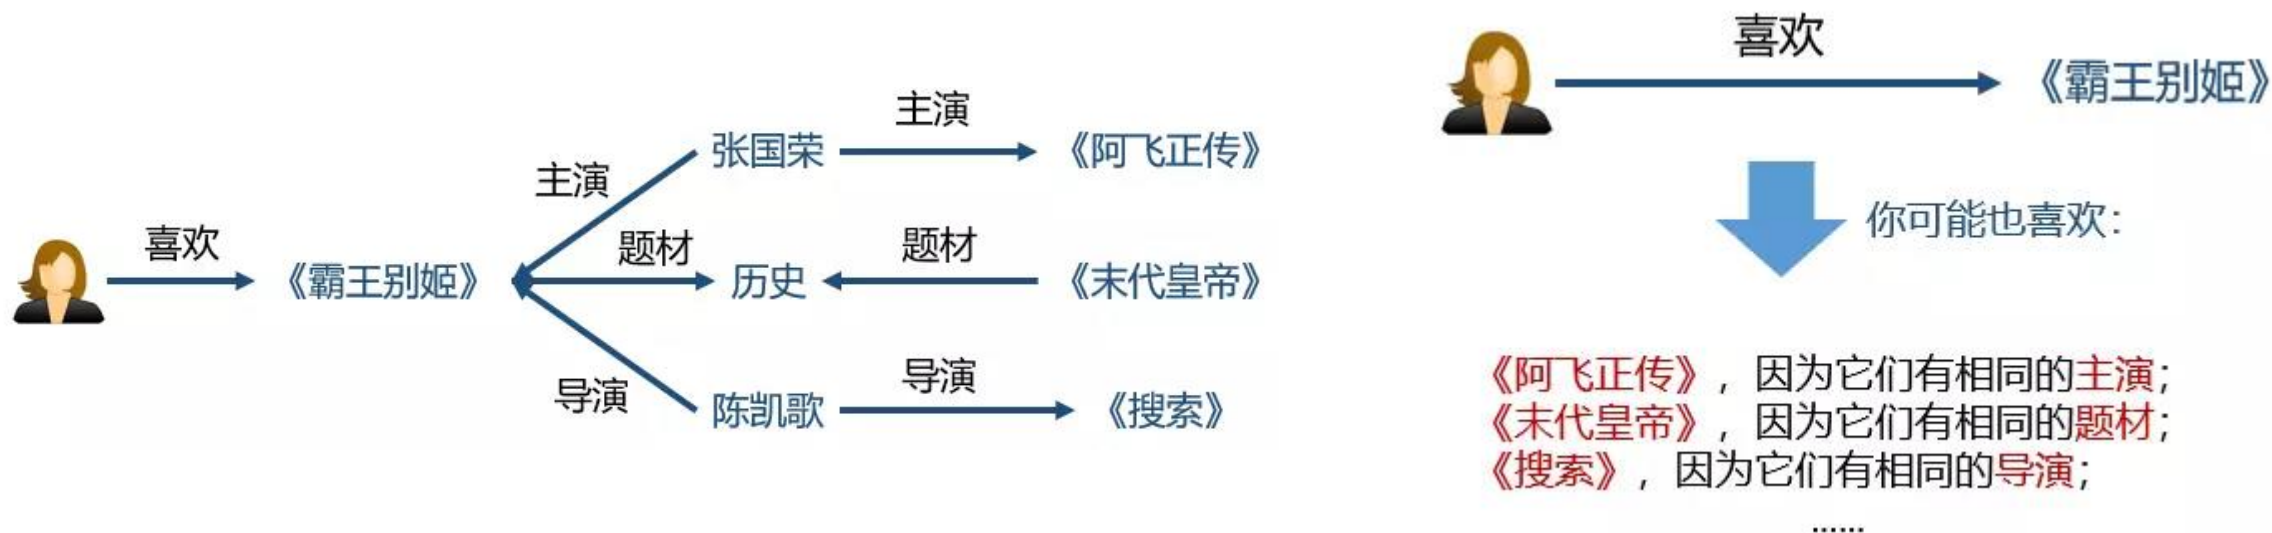 喜欢
《霸王别姬》
主演
张国荣
主演
《阿飞正传》
题材
历史
题材
《末代皇帝》
导演
陈凯歌
导演
《搜索》
喜欢
《霸王别姬》
你可能也喜欢：
《阿飞正传》，因为它们有相同的主演；
《末代皇帝》，因为它们有相同的题材；
《搜索》，因为它们有相同的导演；
......